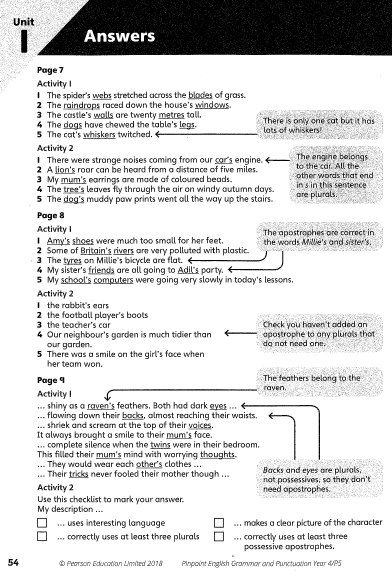 Unit
1
Answers
Page 7
Activity 1
1 The spider's webs stretched across the blades of grass.
2 The raindrops raced down the house's windows.
3 The castle's walls are twenty metres tall.
4 The dogs have chewed the table's legs.
5 The cat's whiskers twitched.
There is only one cat but it has
lots of whiskers!
Activity 2
1 There were strange noises coming from our car's engine.
2 A lion's roar can be heard from a distance of five miles.
3 My mum's earrings are made of coloured beads.
4 The tree's leaves fly through the air on windy autumn days.
5 The dog's muddy paw prints went all the way up the stairs.
The engine belongs
to the car. All the
other words that end
in s in this sentence
are plurals.
Page 8
Activity 1
1 Amy's shoes were much too small for her feet.
2 Some of Britain's rivers are very polluted with plastic.
3 The tyres on Millie's bicycle are flat.
4 My sister's friends are all going to Adil's party.
5 My school's computers were going very slowly in today's lesson.
The apostrophes are correct in
the words Millie's and sister's.
Activity 2
1 the rabbit's ears
2 the football player's boots
3 the teacher's car
4 Our neighbour's garden is much tidier than
our garden.
5 There was a smile on the girl's face when
her team won.
Check you haven't added an
apostrophe to any plurals that
do not need one.
Page 9
Activity 1
... shiny as a raven's feathers. Both had dark eyes ...
... flowing down their backs, almost reaching their waists.
... shriek and scream at the top of their voices.
It always brought a smile to their mum's face.
... complete silence when the twins were in their bedroom.
This filled their mum's mind with worrying thoughts.
... They would wear each other's clothes ...
... Their tricks never fooled their mother though ...
The feathers belong to the
raven.
Backs and eyes are plurals,
not possessives, so they don't
need apostrophes.
Activity 2
Use this checklist to mark your answer.
My description ...
... uses interesting language
... makes a clear picture of the character
... correctly uses at least three plurals
... correctly uses at least three
possessive apostrophes.
54
© Pearson Education Limited 2018
Pinpoint English Grammar and Punctuation Year 4/P5